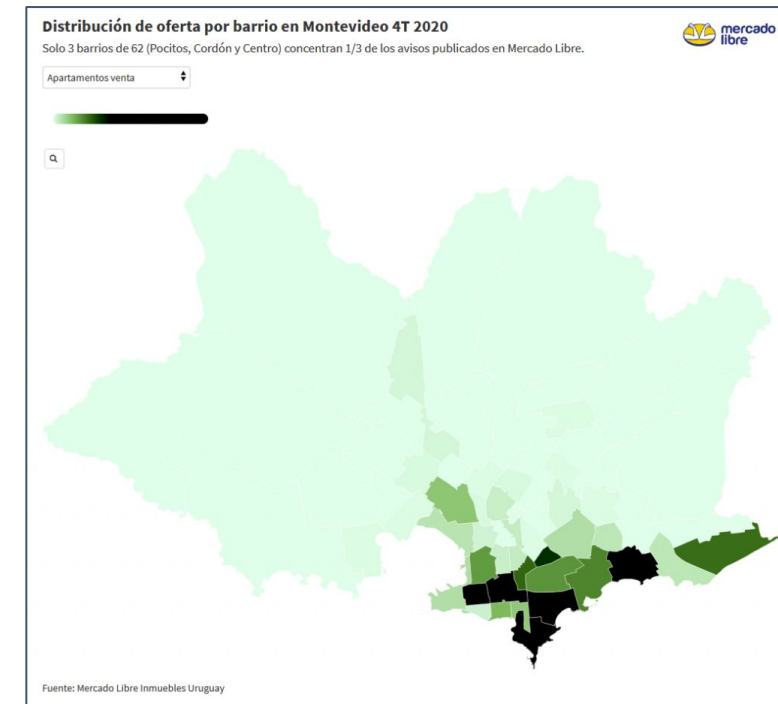 Distribución de oferta por barrio en Montevideo 4T 2020
mercado
libre
Solo 3 barrios de 62 (Pocitos, Cordón y Centro) concentran 1/3 de los avisos publicados en Mercado Libre.
Apartamentos venta
Fuente: Mercado Libre Inmuebles Uruguay